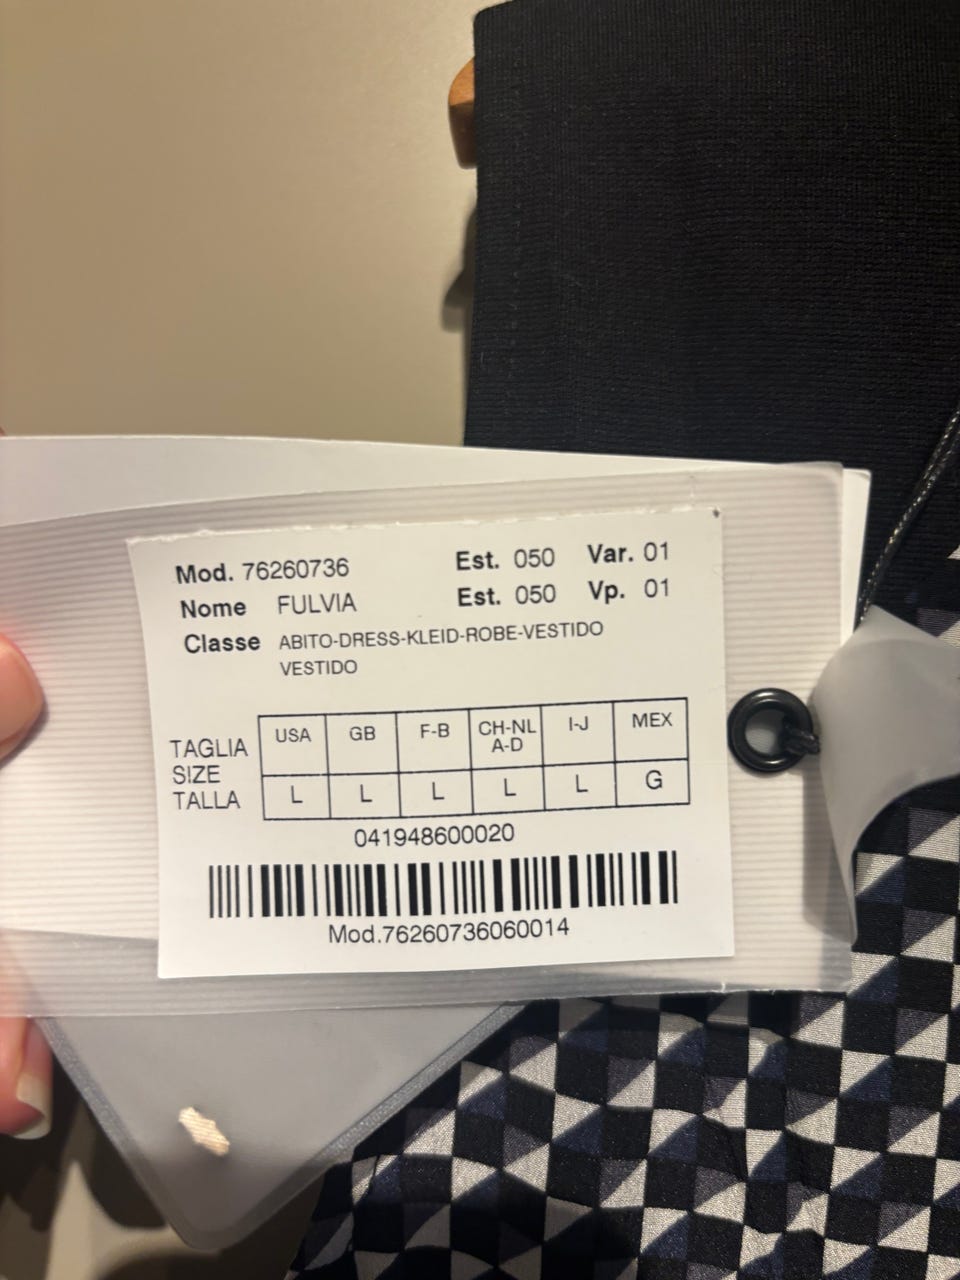 Mod. 76260736 Est. 050 Var. 01
Nome FULVIA Est. 050 Vp. 01
Classe ABITO-DRESS-KLEID-ROBE-VESTIDO
VESTIDO
TAGLIA
SIZE
TALLA
USA GB F-B CH-NL A-D I-J MEX
L L L L L G
041948600020
Mod.76260736060014